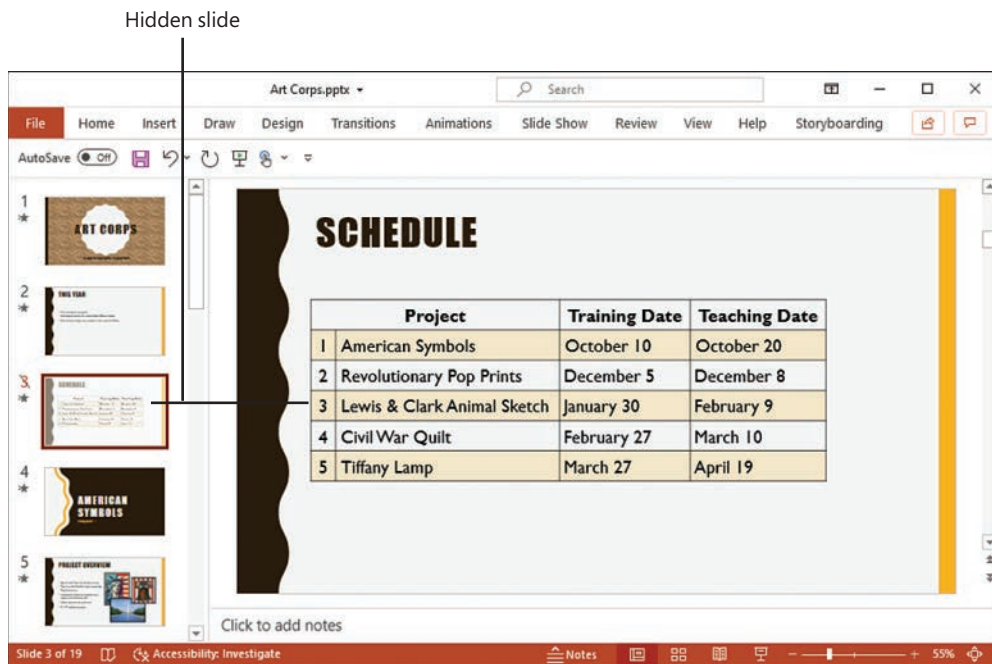 Hidden slide
Art Corps.pptx
Search
File Home Insert Draw Design Transitions Animations Slide Show Review View Help Storyboarding
AutoSave Off
1
ART CORPS
2
THIS YEAR
3
SCHEDULE
4
AMERICAN
SYMBOLS
5
PROJECT OVERVIEW
SCHEDULE
Project Training Date Teaching Date
1 American Symbols October 10 October 20
2 Revolutionary Pop Prints December 5 December 8
3 Lewis & Clark Animal Sketch January 30 February 9
4 Civil War Quilt February 27 March 10
5 Tiffany Lamp March 27 April 19
Click to add notes
Slide 3 of 19 Accessibility: Investigate Notes 55%